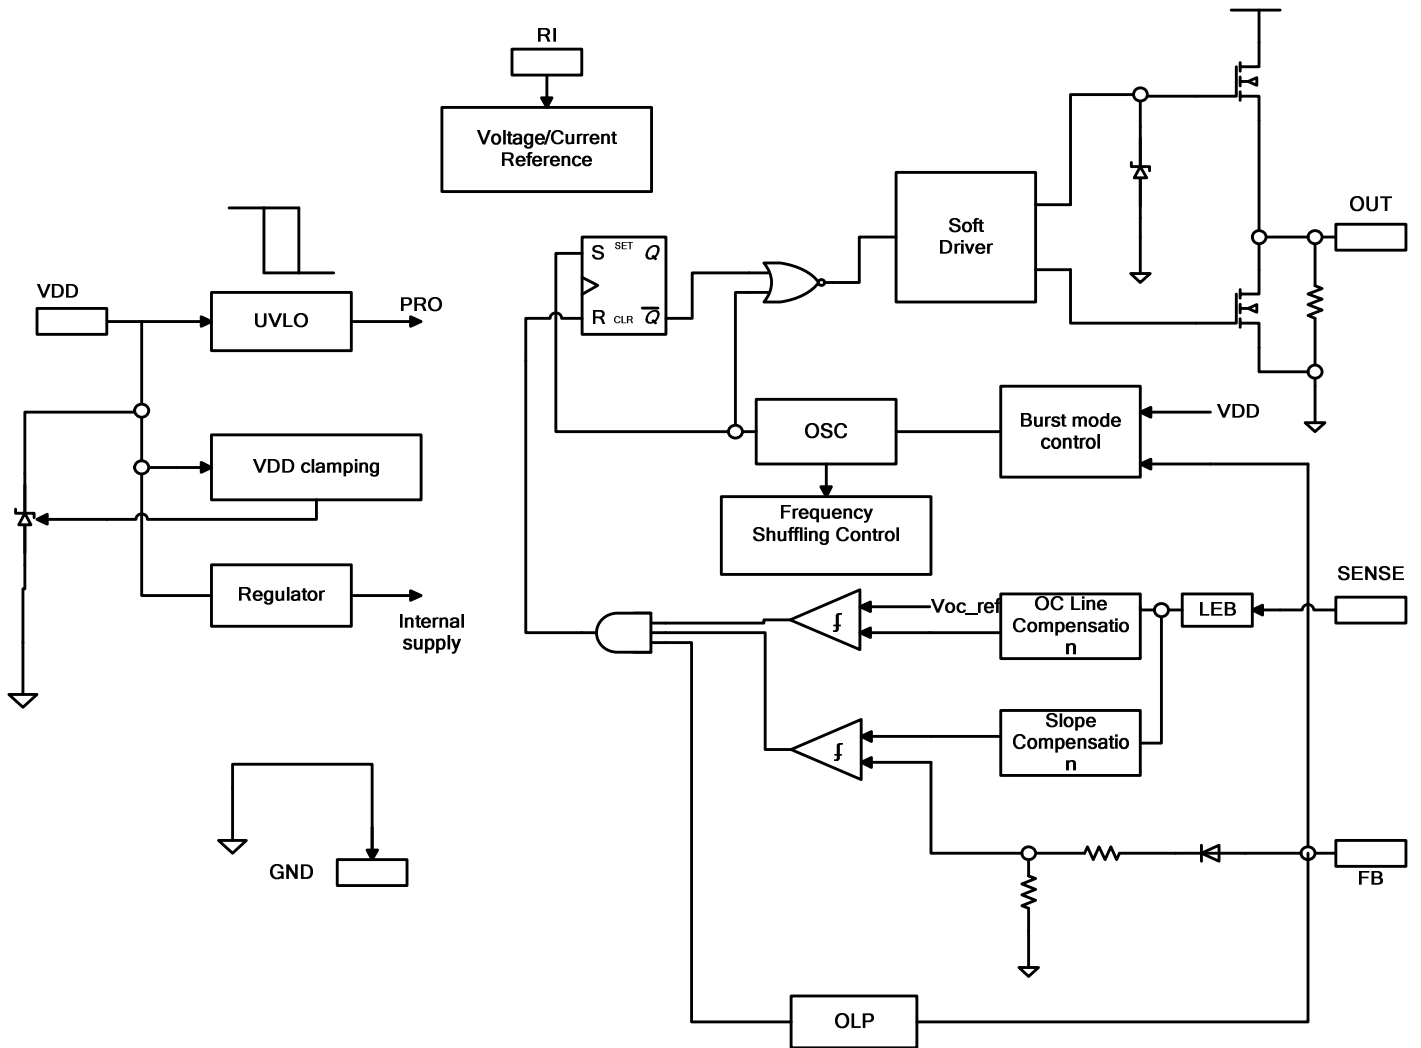 RI
Voltage/Current
Reference
OUT
Soft
Driver
S SET Q
R CLR Q
VDD
UVLO
PRO
VDD clamping
Regulator
Internal
supply
OSC
Burst mode
control
VDD
Frequency
Shuffling Control
SENSE
Voc_ref
OC Line
Compensatio
n
LEB
Slope
Compensatio
n
GND
FB
OLP